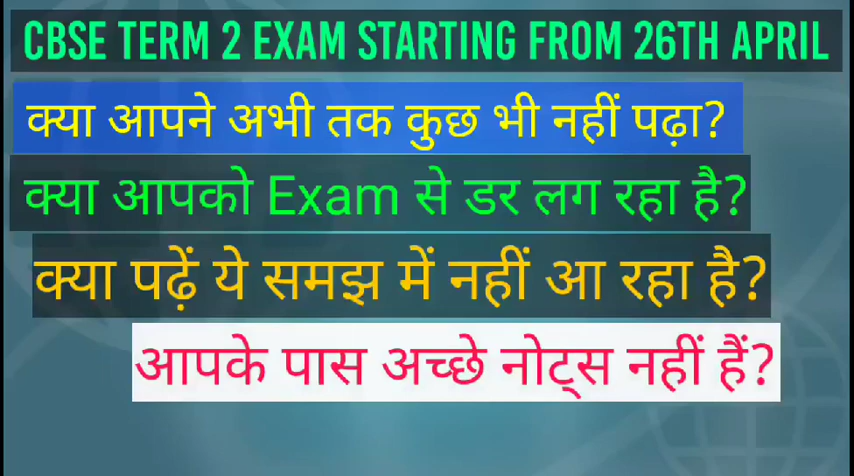 CBSE TERM 2 EXAM STARTING FROM 26TH APRIL
क्या आपने अभी तक कुछ भी नहीं पढ़ा?
क्या आपको Exam से डर लग रहा है?
क्या पढ़ें ये समझ में नहीं आ रहा है?
आपके पास अच्छे नोट्स नहीं हैं?